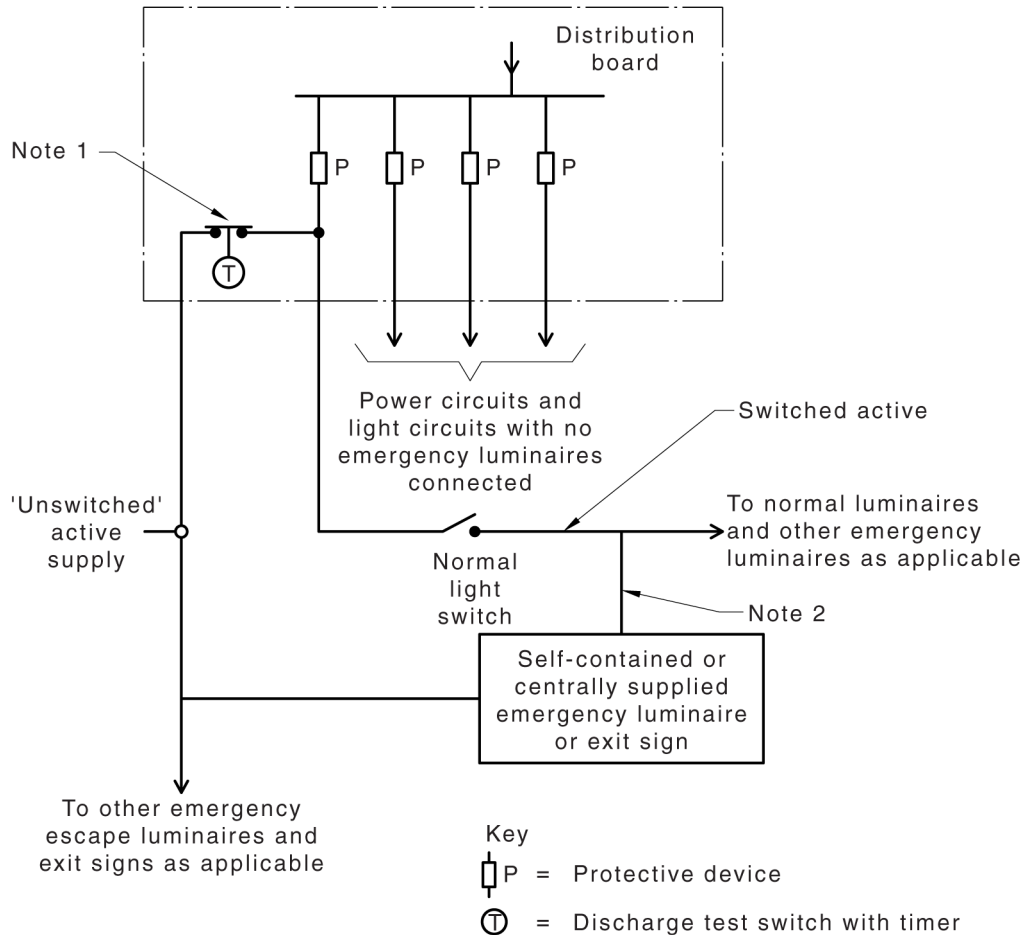 Distribution
board
Note 1
P
P
P
P
T
Power circuits and
light circuits with no
emergency luminaires
connected
Switched active
'Unswitched'
active
supply
To normal luminaires
and other emergency
luminaires as applicable
Normal
light
switch
Note 2
Self-contained or
centrally supplied
emergency luminaire
or exit sign
To other emergency
escape luminaires and
exit signs as applicable
Key
P = Protective device
T = Discharge test switch with timer